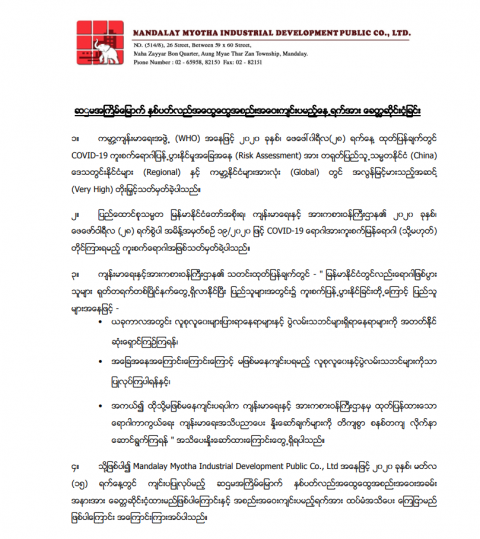 MANDALAY MYOTHA INDUSTRIAL DEVELOPMENT PUBLIC CO., LTD.
NO. (514/8), 26 Street, Between 59 x 60 Street,
Naba Zayyar Bon Quarter, Aung Myae Thar Zan Township, Mandalay.
Phone Number : 02 - 65958, 82153 Fax : 02 - 82151
ဆဌမအကြိမ်မြောက် နှစ်ပတ်လည်အထွေထွေအစည်းအဝေးကျင်းပမည့်နေ့ရက်အား ခေတ္တဆိုင်းငံ့ခြင်း
၁။ ကမ္ဘာ့ကျန်းမာရေးအဖွဲ့ (WHO) အနေဖြင့် ၂၀၂၀ ခုနှစ်၊ ဖေဖော်ဝါရီလ(၂၈) ရက်နေ့ ထုတ်ပြန်ချက်တွင်
COVID-19 ကူးစက်ရောဂါပြန့်ပွားနိုင်မှုအခြေအနေ (Risk Assessment) အား တရုတ်ပြည်သူ့သမ္မတနိုင်ငံ (China)
ဒေသတွင်းနိုင်ငံများ (Regional) နှင့် ကမ္ဘာ့နိုင်ငံများအားလုံး (Global) တွင် အလွန်မြင့်မားသည့်အဆင့်
(Very High) တိုးမြှင့်သတ်မှတ်ခဲ့ပါသည်။
၂။ ပြည်ထောင်စုသမ္မတ မြန်မာနိုင်ငံတော်အစိုးရ၊ ကျန်းမာရေးနှင့် အားကစားဝန်ကြီးဌာန၏ ၂၀၂၀ ခုနှစ်၊
ဖေဖော်ဝါရီလ (၂၈) ရက်စွဲပါ အမိန့်အမှတ်စဉ် ၁၉/၂၀၂၀ ဖြင့် COVID-19 ရောဂါအားကူးစက်မြန်ရောဂါ (သို့မဟုတ်)
တိုင်ကြားရမည့် ကူးစက်ရောဂါအဖြစ်သတ်မှတ်ခဲ့ပါသည်။
၃။ ကျန်းမာရေးနှင့်အားကစားဝန်ကြီးဌာန၏ သတင်းထုတ်ပြန်ချက်တွင် - " မြန်မာနိုင်ငံတွင်လည်းရောဂါဖြစ်ပွား
သူများ ရုတ်တရက်တစ်ပြိုင်နက်တွေ့ရှိလာနိုင်ပြီး ပြည်သူများအတွင်း၌ ကူးစက်ပြန့်ပွားနိုင်ခြင်းတို့ကြောင့် ပြည်သူ
များအနေဖြင့် -
• ယခုကာလအတွင်း လူစုလူဝေးများပြားရာနေရာများနှင့် ပွဲလမ်းသဘင်များရှိရာနေရာများကို အတတ်နိုင်
ဆုံးရှောင်ကြဉ်ကြရန်၊
• အခြေအနေအကြောင်းကြောင်းကြောင့် မဖြစ်မနေကျင်းပရမည့် လူစုလူဝေးနှင့်ပွဲလမ်းသဘင်များကိုသာ
ပြုလုပ်ကြပါရန်နှင့်၊
• အကယ်၍ ထိုသို့မဖြစ်မနေကျင်းပရပါက ကျန်းမာရေးနှင့် အားကစားဝန်ကြီးဌာနမှ ထုတ်ပြန်ထားသော
ရောဂါကာကွယ်ရေး ကျန်းမာရေးအသိပညာပေး နှိုးဆော်ချက်များကို တိကျစွာ စနစ်တကျ လိုက်နာ
ဆောင်ရွက်ကြရန် " အသိပေးနှိုးဆော်ထားကြောင်းတွေ့ရှိရပါသည်။
၄။ သို့ဖြစ်ပါ၍ Mandalay Myotha Industrial Development Public Co., Ltd အနေဖြင့် ၂၀၂၀ ခုနှစ်၊ မတ်လ
(၁၅) ရက်နေ့တွင် ကျင်းပပြုလုပ်မည့် ဆဌမအကြိမ်မြောက် နှစ်ပတ်လည်အထွေထွေအစည်းအဝေးအခမ်း
အနားအား ခေတ္တဆိုင်းငံ့ထားမည်ဖြစ်ပါကြောင်းနှင့် အစည်းအဝေးကျင်းပမည့်ရက်အား ထပ်မံအသိပေး ကြေငြာမည်
ဖြစ်ပါကြောင်း အကြောင်းကြားအပ်ပါသည်။